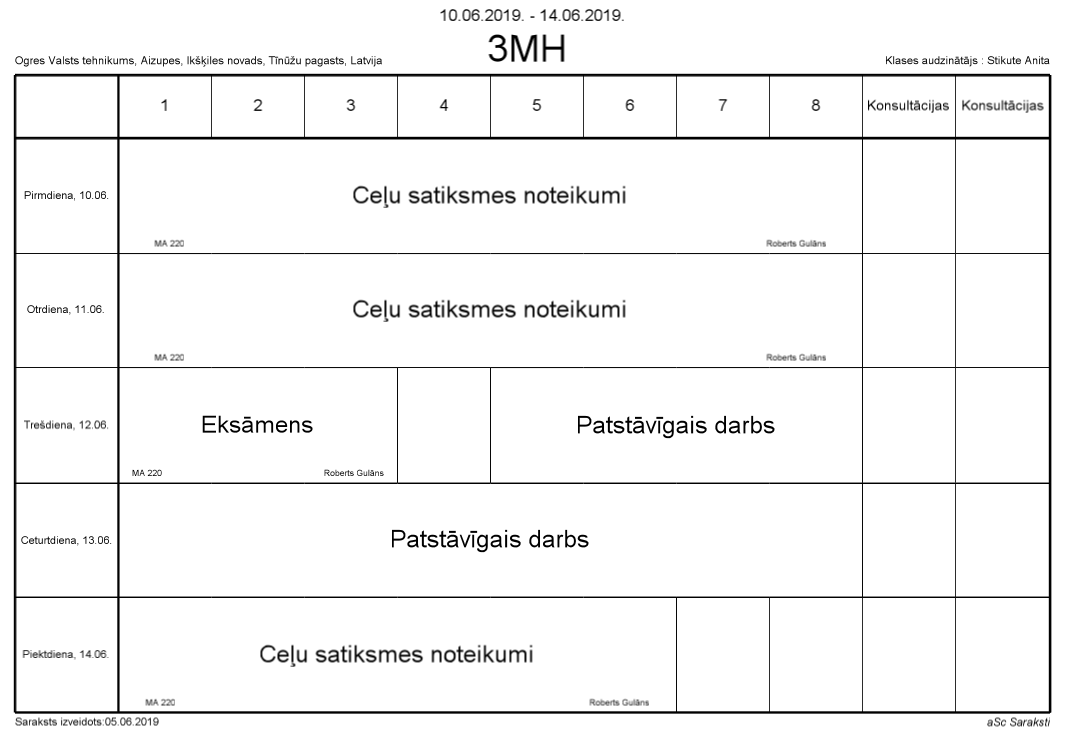 10.06.2019. - 14.06.2019.
3MH
Ogres Valsts tehnikums, Aizupes, Ikšķiles novads, Tīnūžu pagasts, Latvija
Klases audzinātājs : Stikute Anita
1 2 3 4 5 6 7 8 Konsultācijas Konsultācijas
Pirmdiena, 10.06.
Ceļu satiksmes noteikumi
MA 220
Roberts Gulāns
Otrdiena, 11.06.
Ceļu satiksmes noteikumi
MA 220
Roberts Gulāns
Trešdiena, 12.06.
Eksāmens
MA 220
Roberts Gulāns
Patstāvīgais darbs
Ceturtdiena, 13.06.
Patstāvīgais darbs
Piektdiena, 14.06.
Ceļu satiksmes noteikumi
MA 220
Roberts Gulāns
Saraksts izveidots:05.06.2019
aSc Saraksti